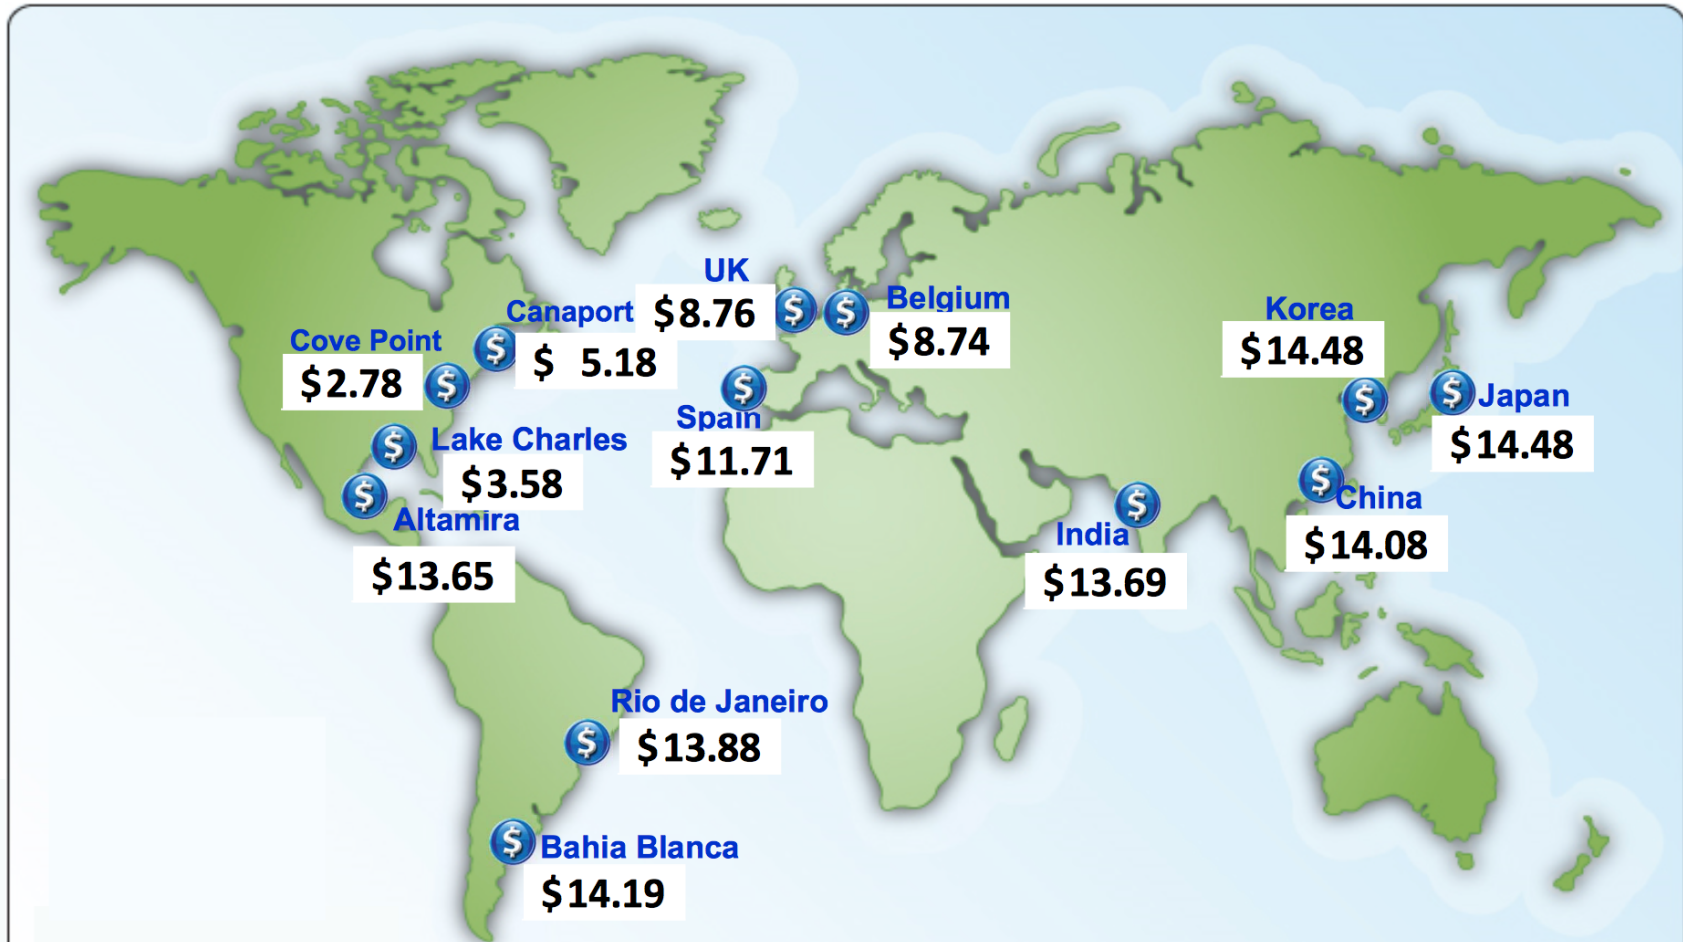 UK
$8.76
Belgium
$8.74
Canaport
$ 5.18
Cove Point
$2.78
Korea
$14.48
Japan
$14.48
Spain
$11.71
Lake Charles
$3.58
Altamira
$13.65
China
$14.08
India
$13.69
Rio de Janeiro
$13.88
Bahia Blanca
$14.19